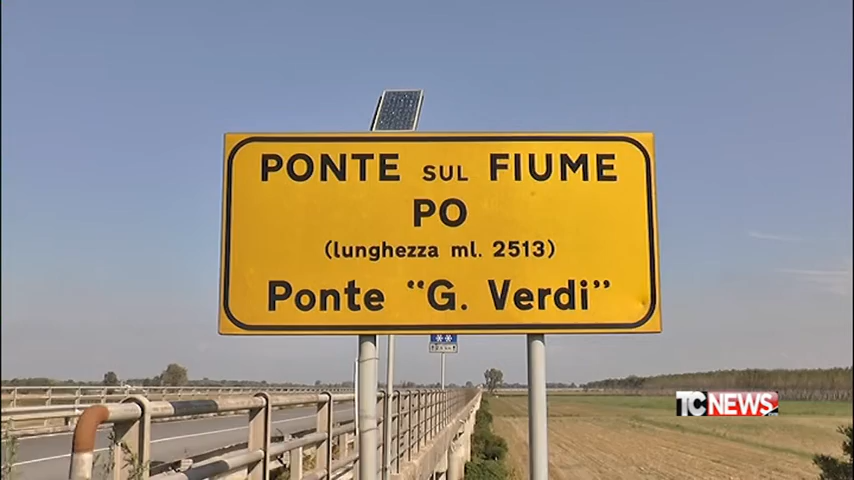 PONTE SUL FIUME
PO
(lunghezza ml. 2513)
Ponte "G. Verdi"
TCNEWS